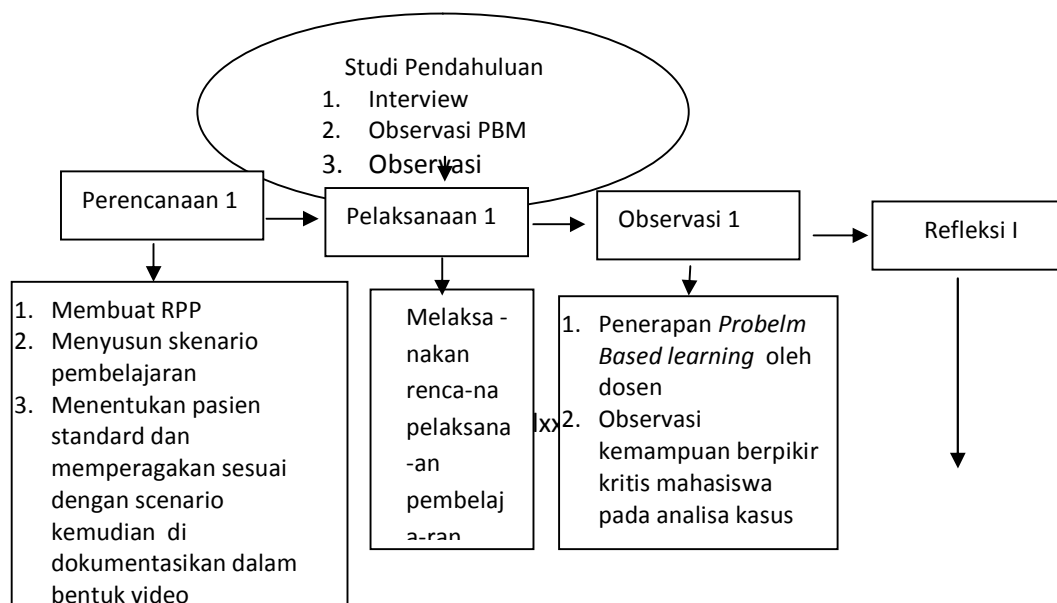 Studi Pendahuluan
1. Interview
2. Observasi PBM
3. Observasi
Perencanaan 1
Pelaksanaan 1
Observasi 1
Refleksi I
1. Membuat RPP
2. Menyusun skenario
pembelajaran
3. Menentukan pasien
standard dan
memperagakan sesuai
dengan scenario
kemudian di
dokumentasikan dalam
bentuk video
Melaksa -
nakan
renca-na
pelaksana
-an
pembelaj
a-ran
lxx
1. Penerapan Probelm
Based learning oleh
dosen
2. Observasi
kemampuan berpikir
kritis mahasiswa
pada analisa kasus